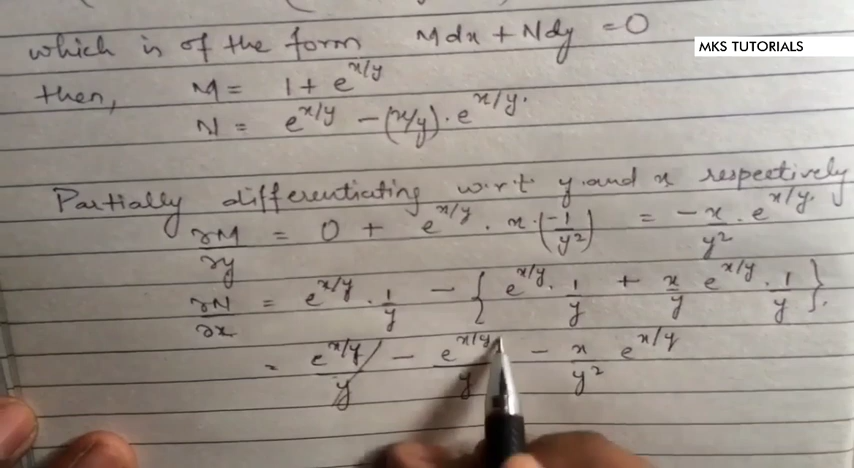 which is of the form Mdx + Ndy = 0
MKS TUTORIALS
then, M = 1 + e^{x/y}
N = e^{x/y} - (x/y) . e^{x/y}.
Partially differentiating w.r.t y and x respectively
∂M/∂y = 0 + e^{x/y} . x . (-1/y²) = -x/y² . e^{x/y}.
∂N/∂x = e^{x/y} . 1/y - { e^{x/y} . 1/y + x/y e^{x/y} . 1/y }.
= e^{x/y}/y - e^{x/y}/y - x/y² e^{x/y}